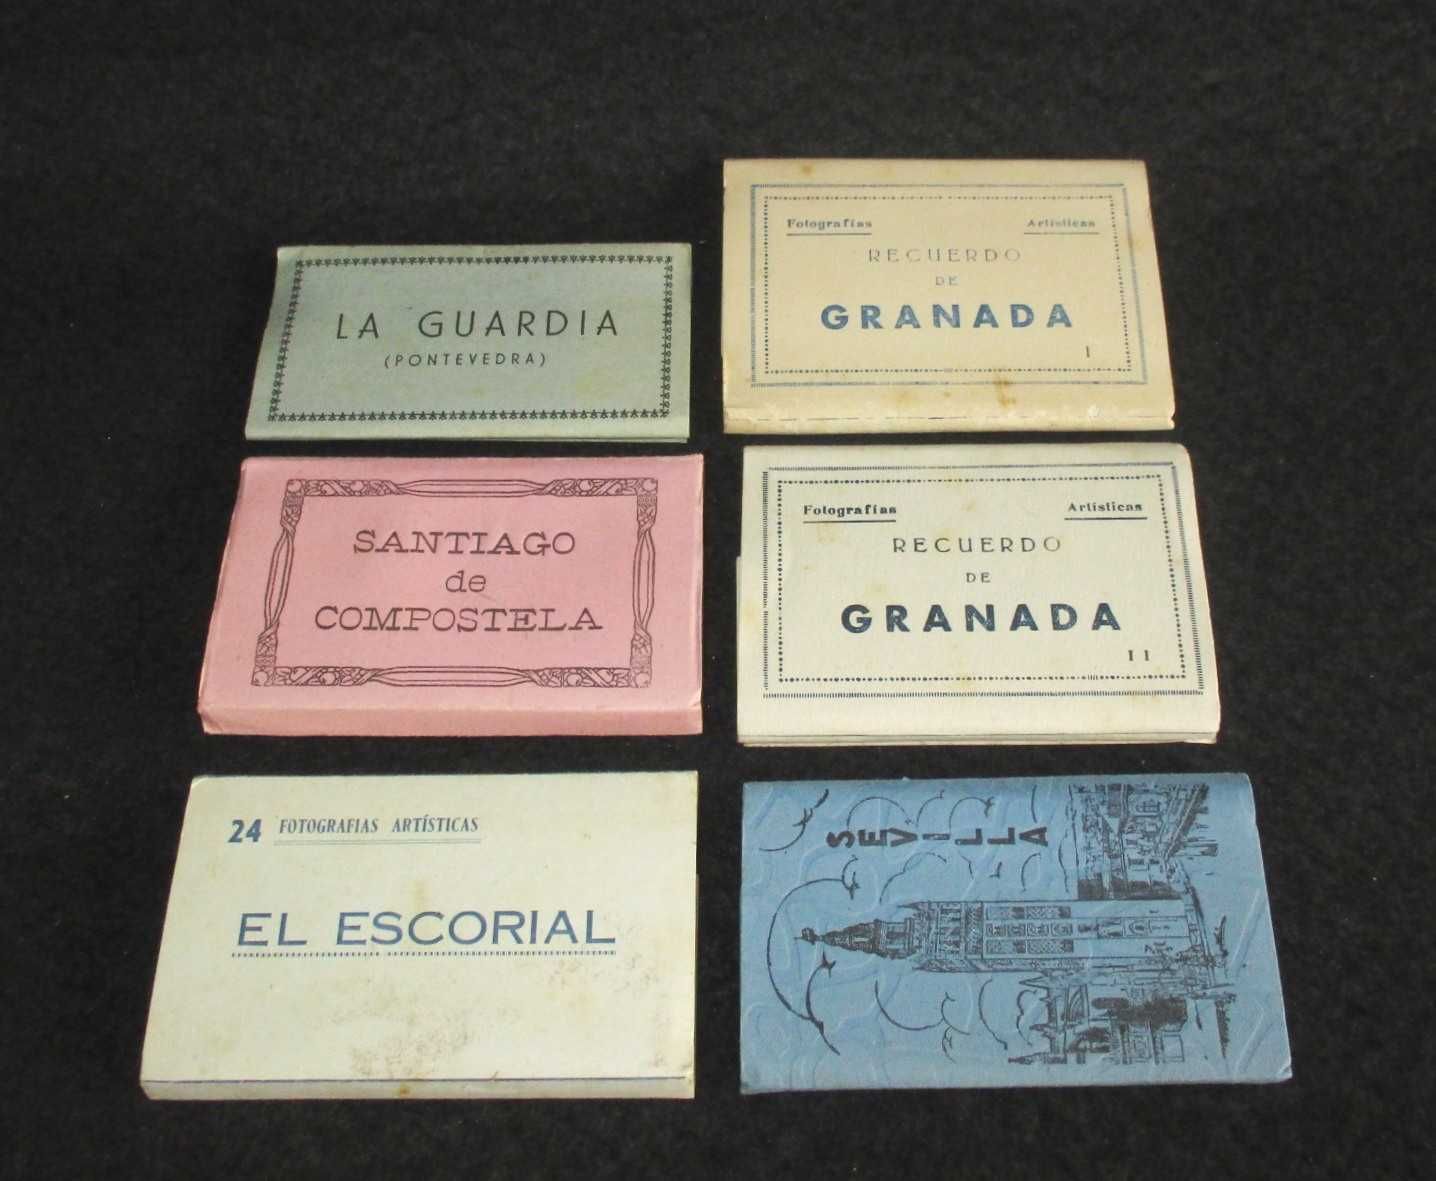 LA GUARDIA
(PONTEVEDRA)
Fotografías Artísticas
RECUERDO
DE
GRANADA
I
SANTIAGO
de
COMPOSTELA
Fotografías Artísticas
RECUERDO
DE
GRANADA
II
24 FOTOGRAFIAS ARTÍSTICAS
EL ESCORIAL
SEVILLA